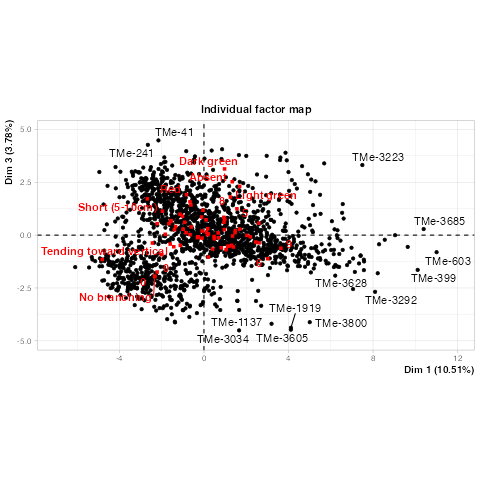 Individual factor map
Dim 3 (3.78%)
5.0
2.5
0.0
-2.5
-5.0
TMe-41
TMe-241
Dark green
TMe-3223
Absent
Light green
Short (5-10cm)
TMe-3685
Tending toward vertical
TMe-603
TMe-399
TMe-3628
No branching
TMe-3292
TMe-1919
TMe-1137
TMe-3800
TMe-3034
TMe-3605
-4
0
4
8
12
Dim 1 (10.51%)